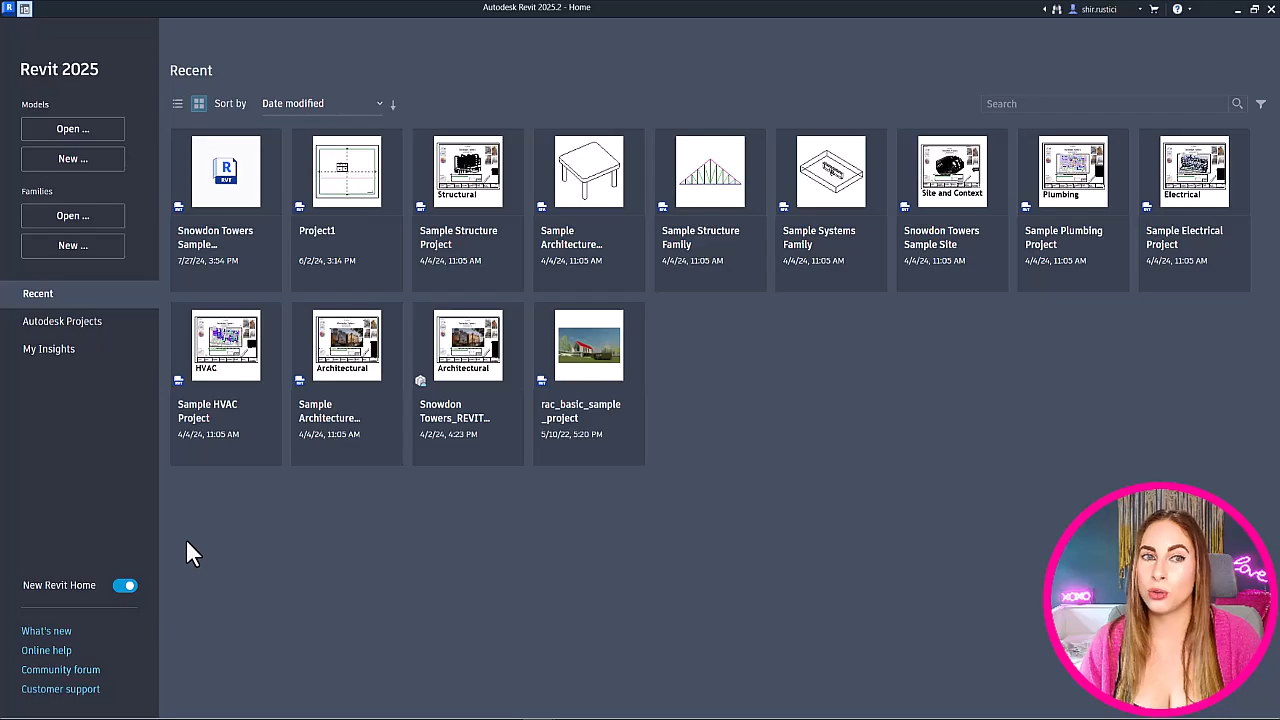 Autodesk Revit 2025.2 - Home
shir.rustici
Revit 2025
Models
Open ...
New ...
Families
Open ...
New ...
Recent
Autodesk Projects
My Insights
New Revit Home
What's new
Online help
Community forum
Customer support
Recent
Sort by Date modified
Search
RVT
Snowdon Towers
Sample...
7/27/24, 3:54 PM
Project1
6/2/24, 3:14 PM
Structural
Sample Structure
Project
4/4/24, 11:05 AM
Sample
Architecture...
4/4/24, 11:05 AM
Sample Structure
Family
4/4/24, 11:05 AM
Sample Systems
Family
4/4/24, 11:05 AM
Site and Context
Snowdon Towers
Sample Site
4/4/24, 11:05 AM
Plumbing
Sample Plumbing
Project
4/4/24, 11:05 AM
Electrical
Sample Electrical
Project
4/4/24, 11:05 AM
HVAC
Sample HVAC
Project
4/4/24, 11:05 AM
Architectural
Sample
Architecture...
4/4/24, 11:05 AM
Architectural
Snowdon
Towers_REVIT...
4/2/24, 4:23 PM
rac_basic_sample
_project
5/10/22, 5:20 PM
XOXO
love